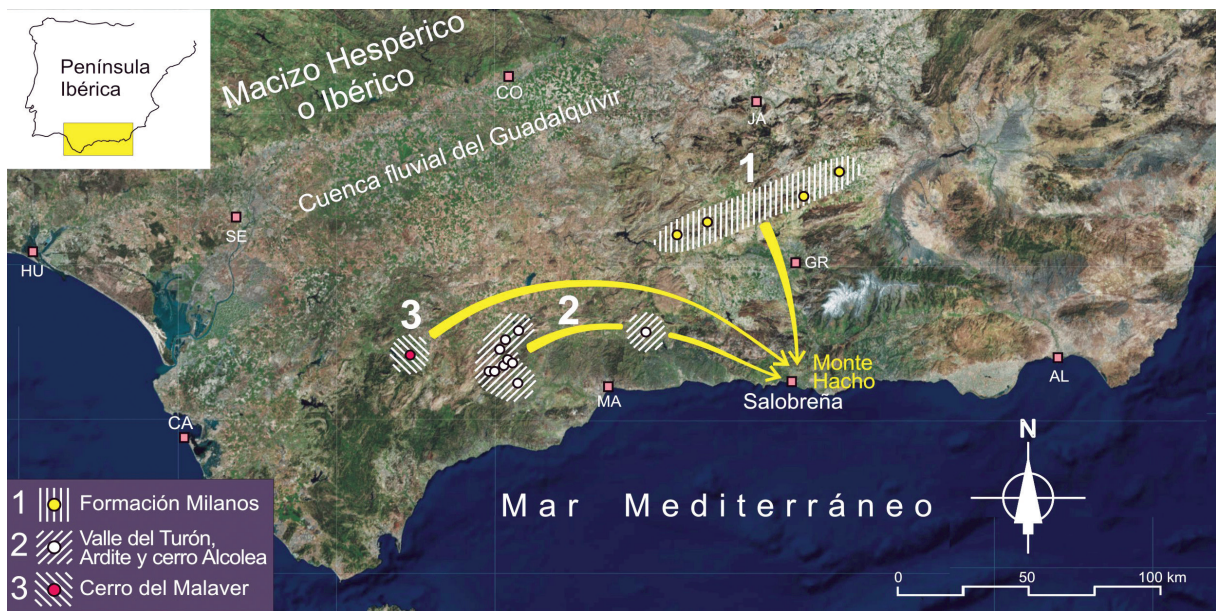 Península
Ibérica
Macizo Hespérico
o Ibérico
Cuenca fluvial del Guadalquivir
CO
JA
1
SE
HU
GR
3
2
Monte
Hacho
AL
MA
Salobreña
CA
N
Mar Mediterráneo
1 Formación Milanos
2 Valle del Turón,
Ardite y cerro Alcolea
3 Cerro del Malaver
0 50 100 km